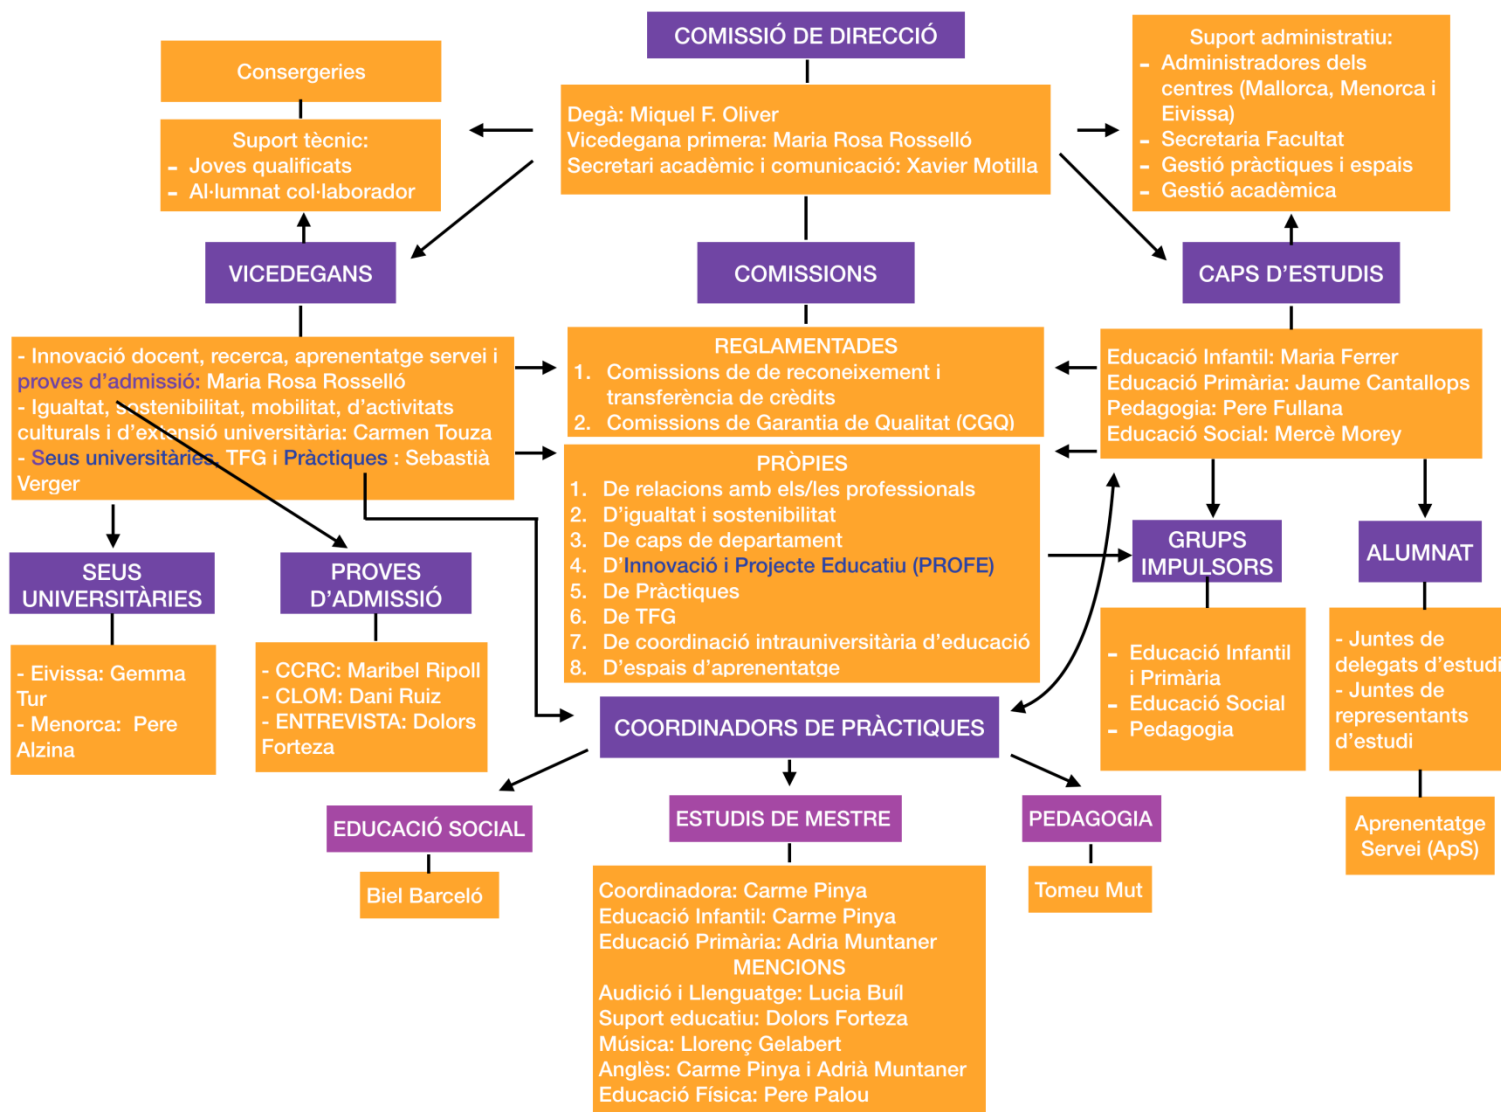 COMISSIÓ DE DIRECCIÓ
Degà: Miquel F. Oliver
Vicedegana primera: Maria Rosa Rosselló
Secretari acadèmic i comunicació: Xavier Motilla
Consergeries
Suport tècnic:
- Joves qualificats
- Al·lumnat col·laborador
Suport administratiu:
- Administradores dels
centres (Mallorca, Menorca i
Eivissa)
- Secretaria Facultat
- Gestió pràctiques i espais
- Gestió acadèmica
VICEDEGANS
COMISSIONS
CAPS D'ESTUDIS
- Innovació docent, recerca, aprenentatge servei i
proves d'admissió: Maria Rosa Rosselló
- Igualtat, sostenibilitat, mobilitat, d'activitats
culturals i d'extensió universitària: Carmen Touza
- Seus universitàries, TFG i Pràctiques : Sebastià
Verger
REGLAMENTADES
1. Comissions de de reconeixement i
transferència de crèdits
2. Comissions de Garantia de Qualitat (CGQ)
PRÒPIES
1. De relacions amb els/les professionals
2. D'igualtat i sostenibilitat
3. De caps de departament
4. D'Innovació i Projecte Educatiu (PROFE)
5. De Pràctiques
6. De TFG
7. De coordinació intrauniversitària d'educació
8. D'espais d'aprenentatge
Educació Infantil: Maria Ferrer
Educació Primària: Jaume Cantallops
Pedagogia: Pere Fullana
Educació Social: Mercè Morey
SEUS
UNIVERSITÀRIES
- Eivissa: Gemma
Tur
- Menorca: Pere
Alzina
PROVES
D'ADMISSIÓ
- CCRC: Maribel Ripoll
- CLOM: Dani Ruiz
- ENTREVISTA: Dolors
Forteza
GRUPS
IMPULSORS
- Educació Infantil
i Primària
- Educació Social
- Pedagogia
ALUMNAT
- Juntes de
delegats d'estudi
- Juntes de
representants
d'estudi
Aprenentatge
Servei (ApS)
COORDINADORS DE PRÀCTIQUES
EDUCACIÓ SOCIAL
Biel Barceló
ESTUDIS DE MESTRE
Coordinadora: Carme Pinya
Educació Infantil: Carme Pinya
Educació Primària: Adria Muntaner
MENCIONS
Audició i Llenguatge: Lucia Buíl
Suport educatiu: Dolors Forteza
Música: Llorenç Gelabert
Anglès: Carme Pinya i Adrià Muntaner
Educació Física: Pere Palou
PEDAGOGIA
Tomeu Mut